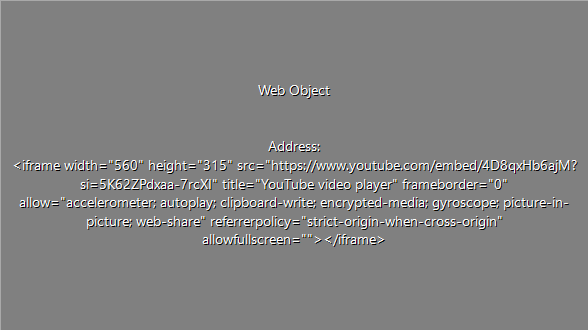 Web Object
Address:
<iframe width="560" height="315" src="https://www.youtube.com/embed/4D8qxHb6ajM?
si=5K62ZPdxaa-7rcXI" title="YouTube video player" frameborder="0"
allow="accelerometer; autoplay; clipboard-write; encrypted-media; gyroscope; picture-in-
picture; web-share" referrerpolicy="strict-origin-when-cross-origin"
allowfullscreen=""></iframe>